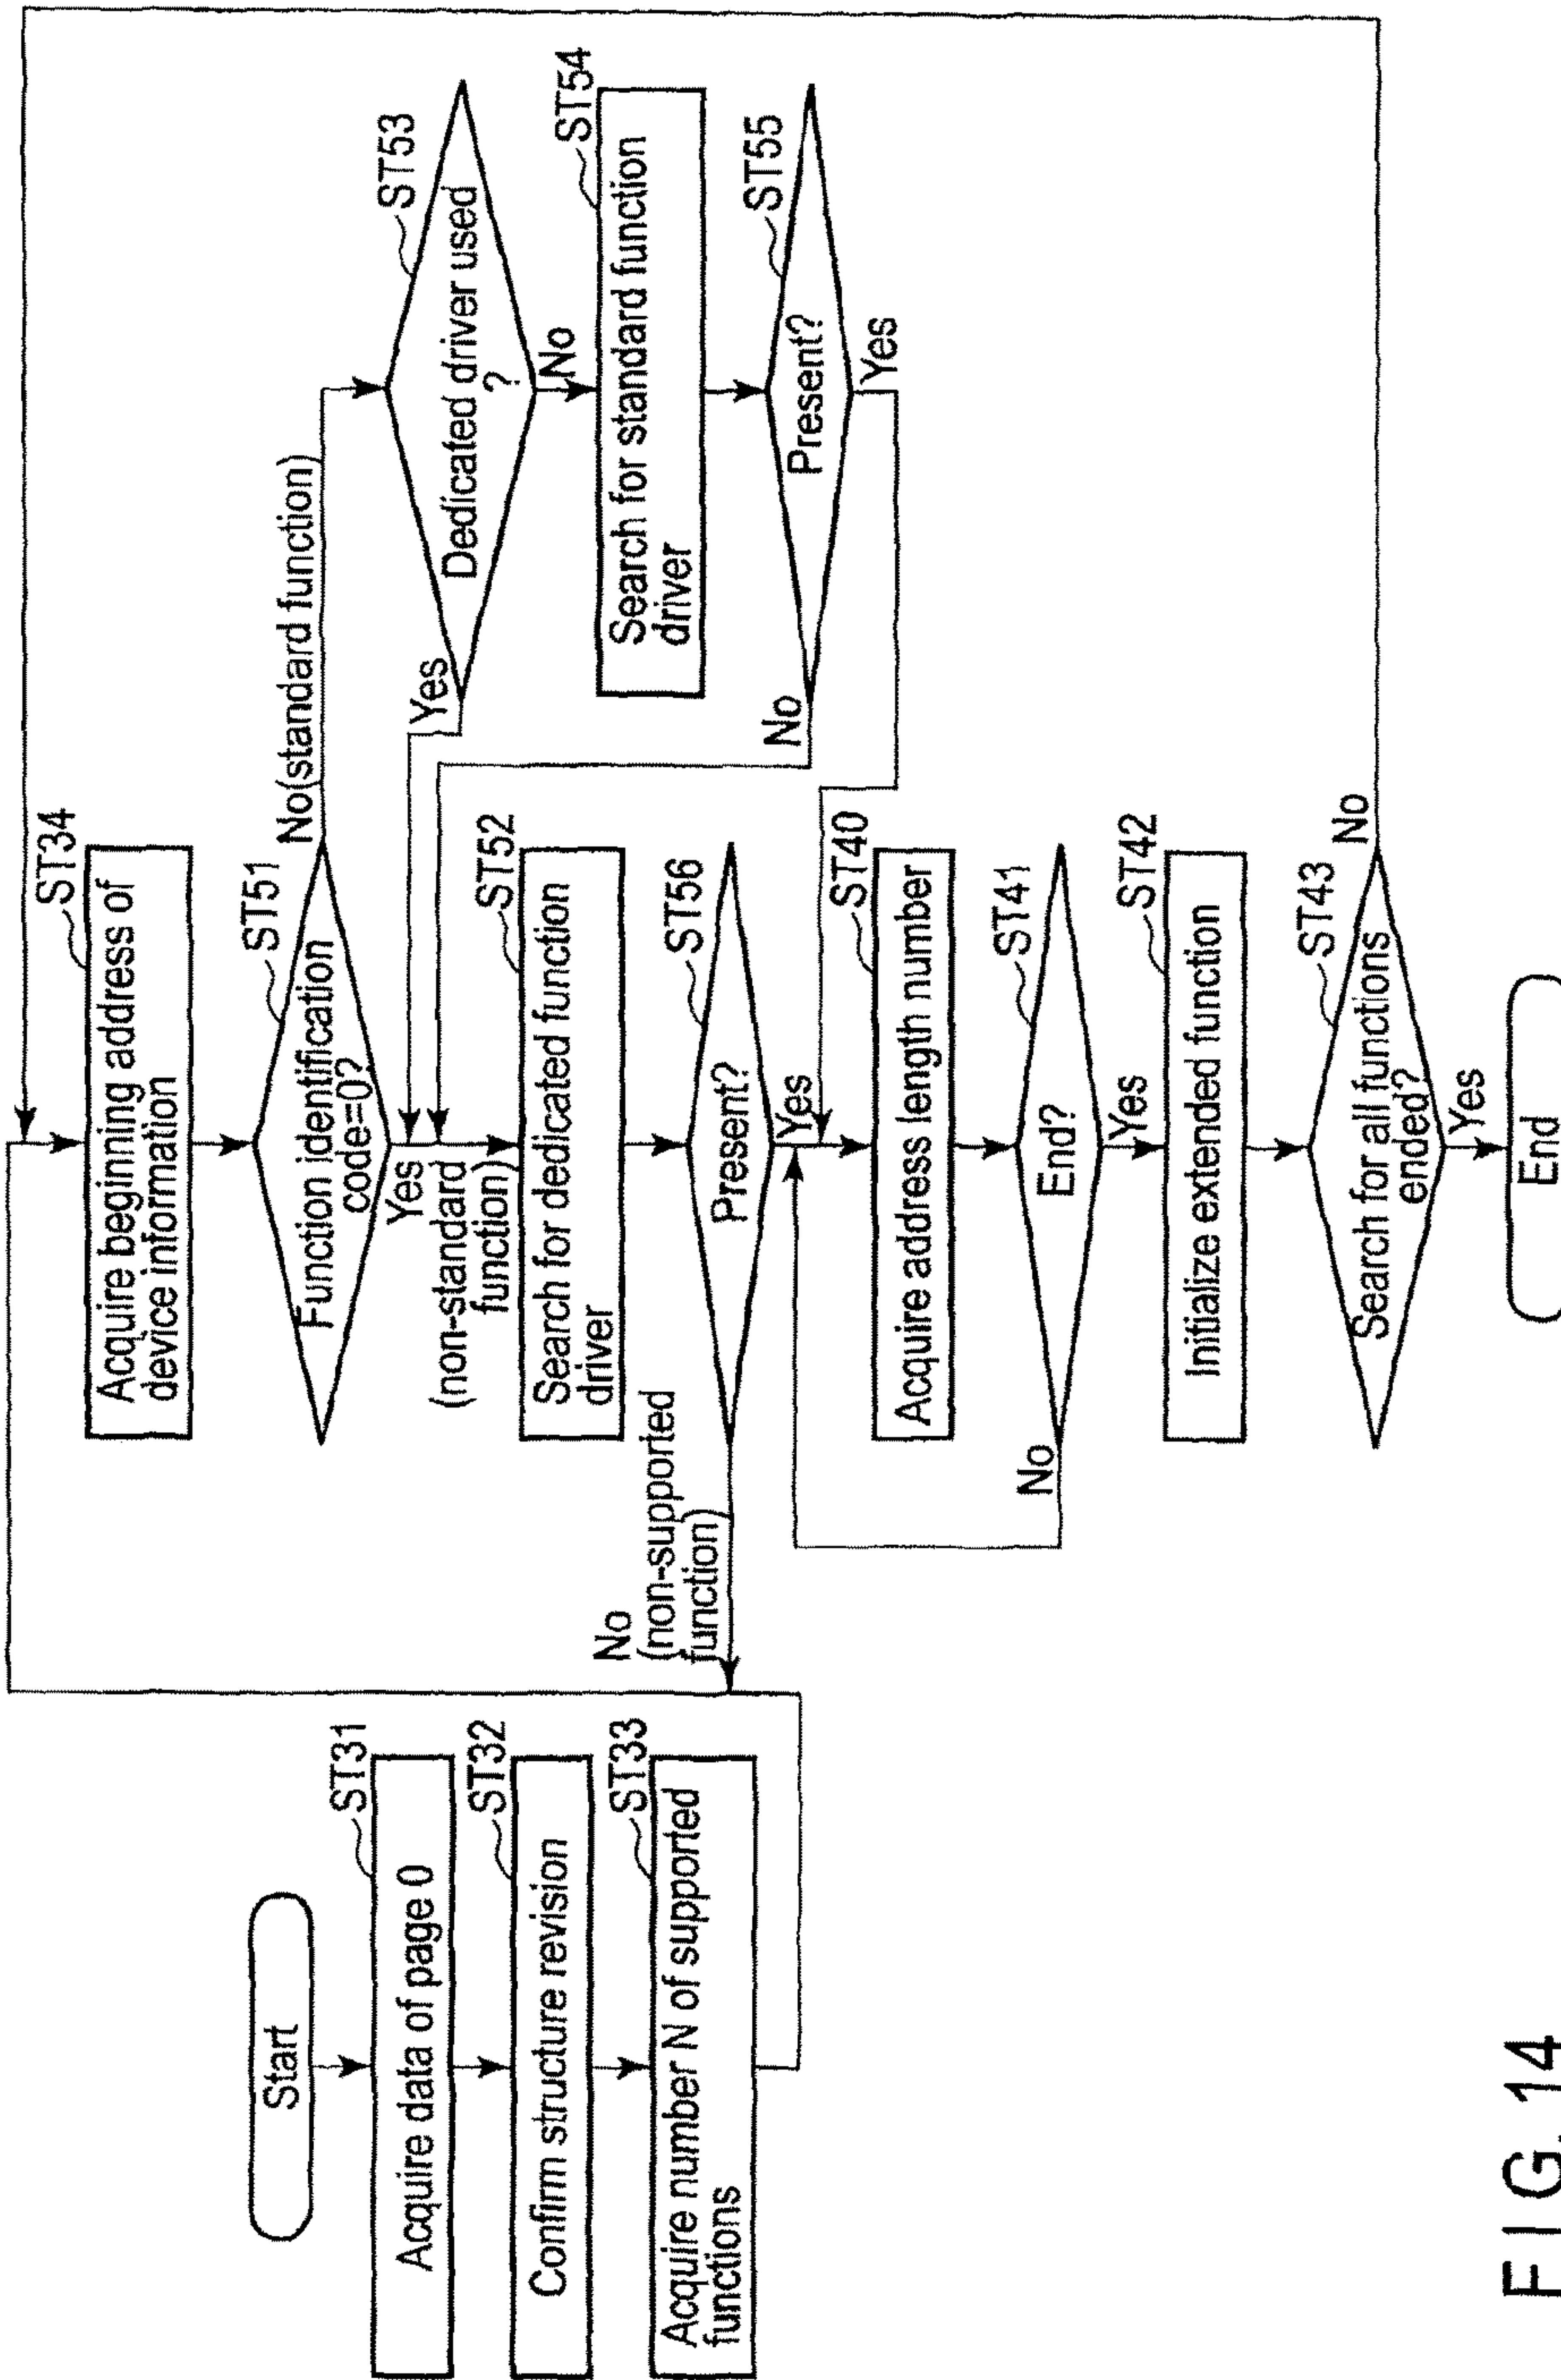 Start
ST31
Acquire data of page 0
ST32
Confirm structure revision
ST33
Acquire number N of supported
functions
ST34
Acquire beginning address of
device information
ST51
Function identification
code=0?
No(standard function)
Yes
(non-standard
function)
ST52
Search for dedicated function
driver
ST56
Present?
No
(non-supported
function)
Yes
ST40
Acquire address length number
ST41
End?
No
Yes
ST42
Initialize extended function
ST43
Search for all functions
ended?
No
Yes
End
ST53
Dedicated driver used
?
Yes
No
ST54
Search for standard function
driver
ST55
Present?
No
Yes
FIG. 14